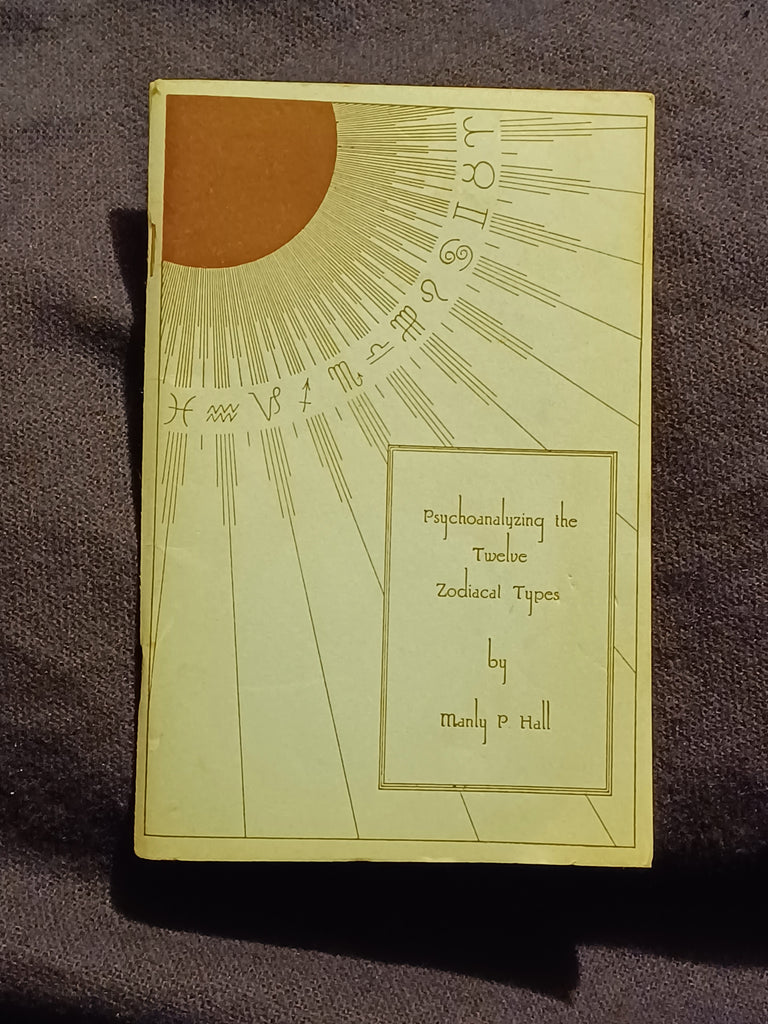 ♈
♉
♊
♋
♌
♍
♎
♏
♐
♑
♒
♓
Psychoanalyzing the
Twelve
Zodiacal Types
by
Manly P. Hall